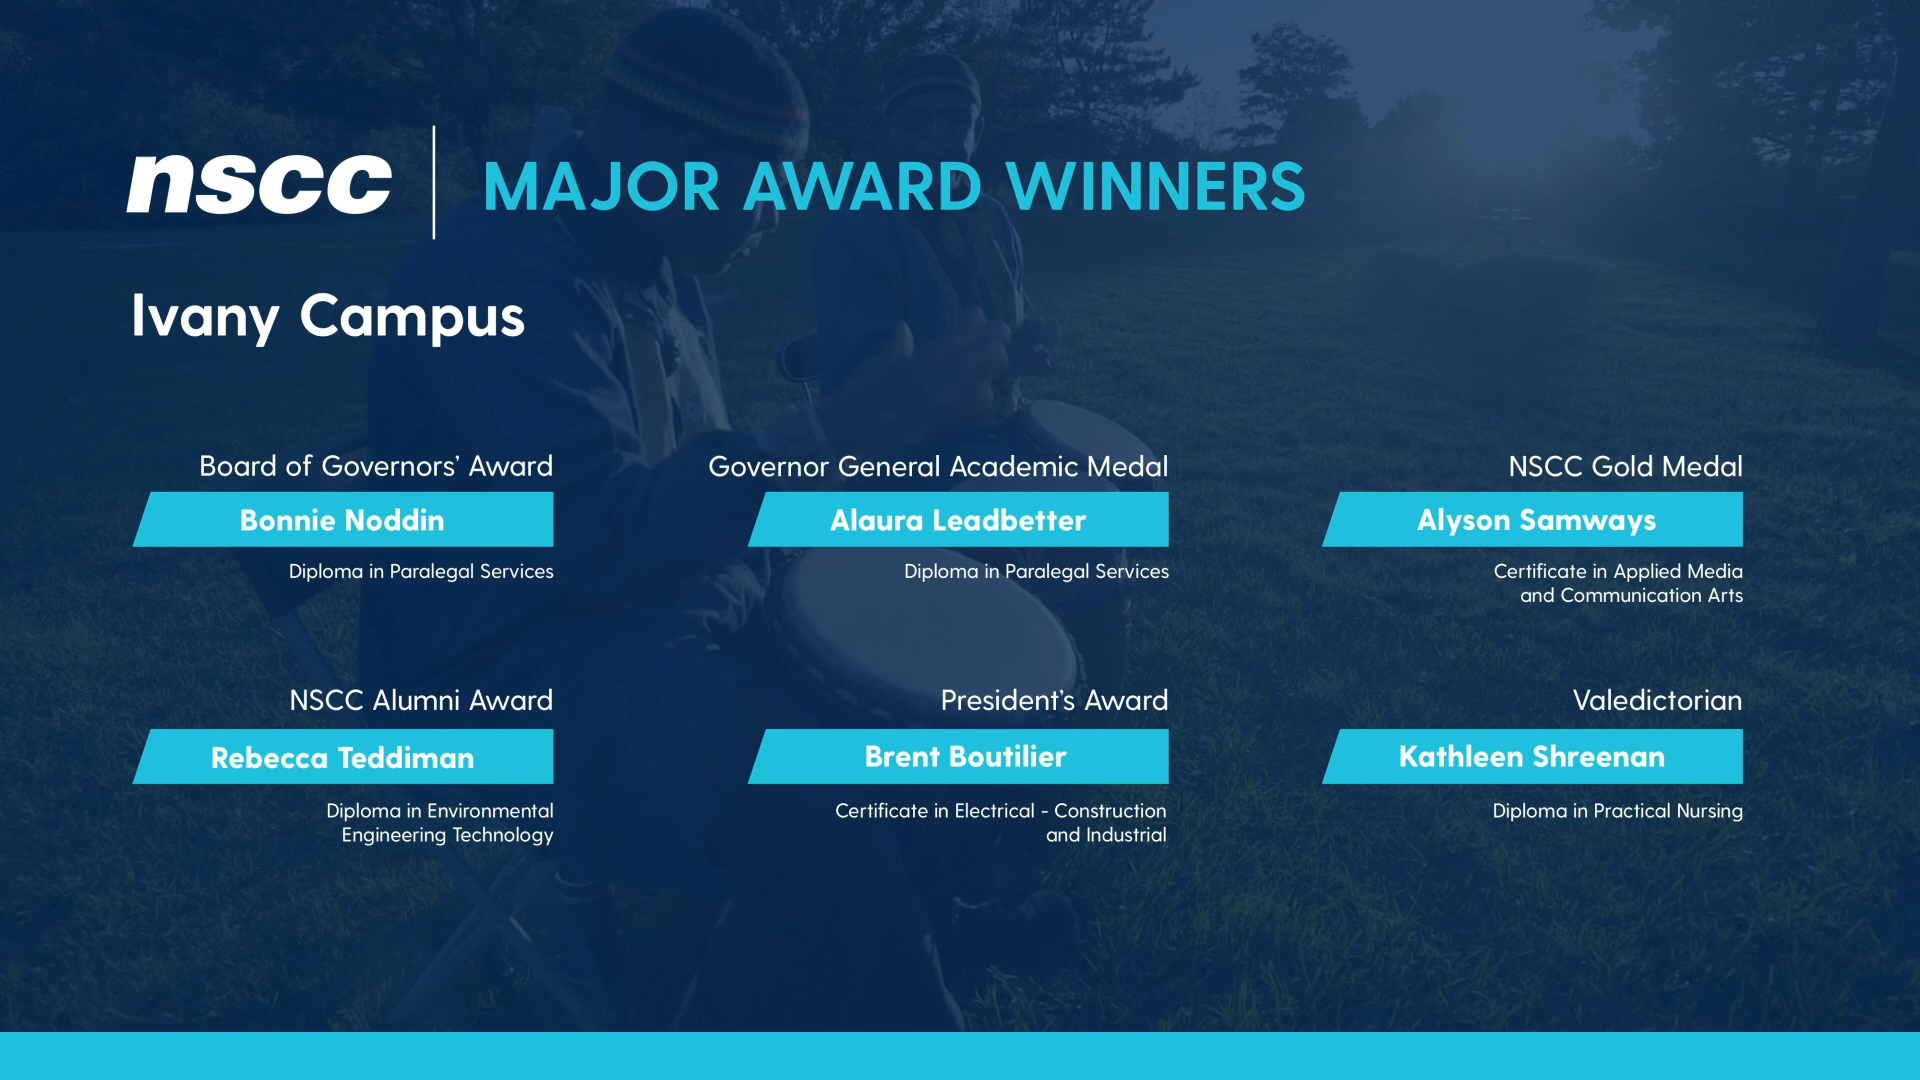 nscc
MAJOR AWARD WINNERS
Ivany Campus
Board of Governors’ Award
Bonnie Noddin
Diploma in Paralegal Services
Governor General Academic Medal
Alaura Leadbetter
Diploma in Paralegal Services
NSCC Gold Medal
Alyson Samways
Certificate in Applied Media
and Communication Arts
NSCC Alumni Award
Rebecca Teddiman
Diploma in Environmental
Engineering Technology
President’s Award
Brent Boutilier
Certificate in Electrical - Construction
and Industrial
Valedictorian
Kathleen Shreenan
Diploma in Practical Nursing